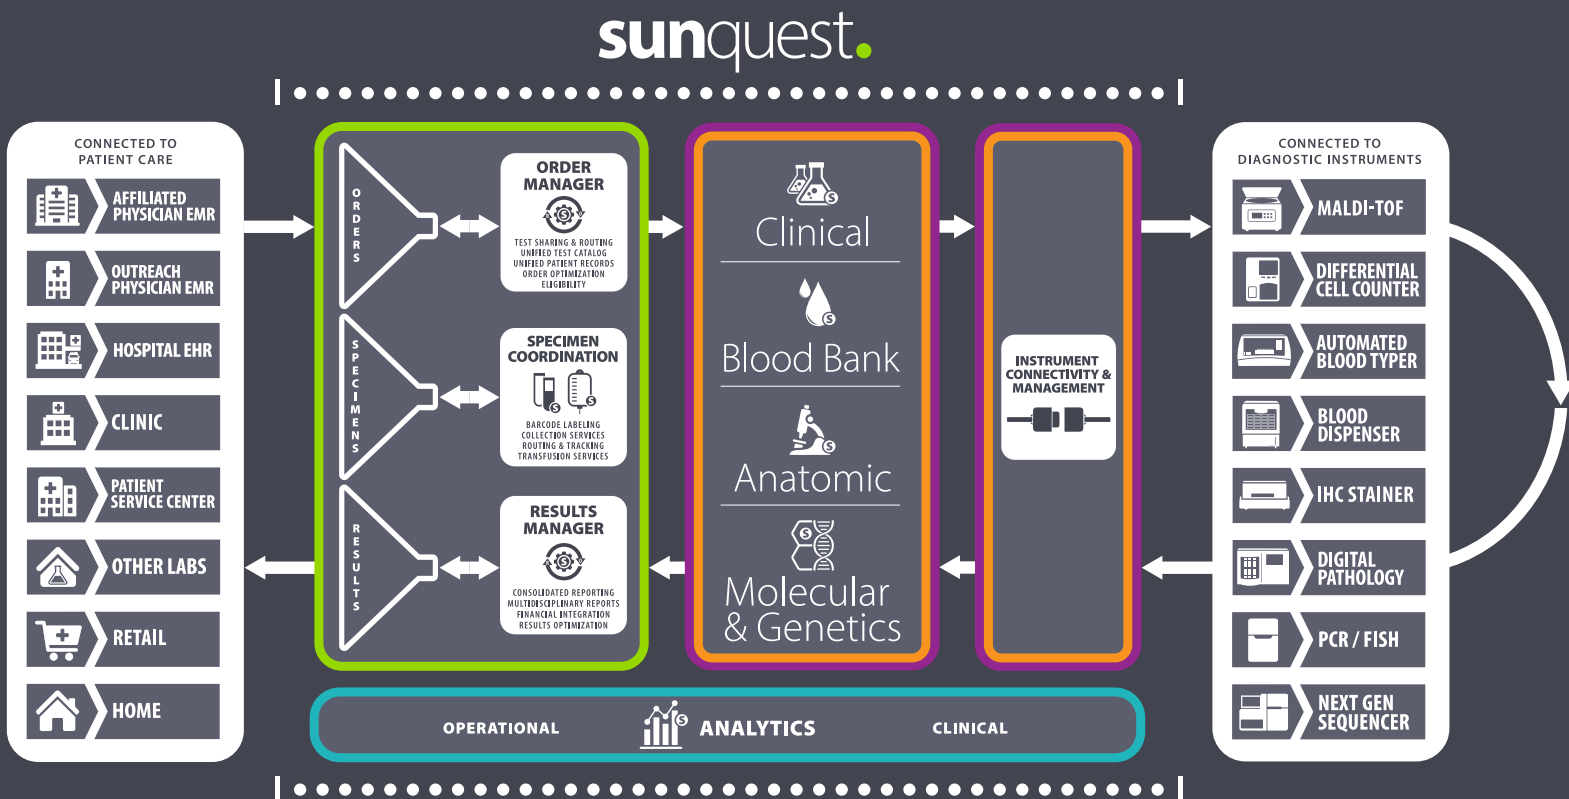 sunquest.
CONNECTED TO
PATIENT CARE
AFFILIATED
PHYSICIAN EMR
OUTREACH
PHYSICIAN EMR
HOSPITAL EHR
CLINIC
PATIENT
SERVICE CENTER
OTHER LABS
RETAIL
HOME
ORDERS
ORDER
MANAGER
TEST SHARING & ROUTING
UNIFIED TEST CATALOG
UNIFIED PATIENT RECORDS
ORDER OPTIMIZATION
ELIGIBILITY
SPECIMENS
SPECIMEN
COORDINATION
BARCODE LABELING
COLLECTION SERVICES
ROUTING & TRACKING
TRANSFUSION SERVICES
RESULTS
RESULTS
MANAGER
CONSOLIDATED REPORTING
MULTIDISCIPLINARY REPORTS
FINANCIAL INTEGRATION
RESULTS OPTIMIZATION
Clinical
Blood Bank
Anatomic
Molecular
& Genetics
INSTRUMENT
CONNECTIVITY &
MANAGEMENT
CONNECTED TO
DIAGNOSTIC INSTRUMENTS
MALDI-TOF
DIFFERENTIAL
CELL COUNTER
AUTOMATED
BLOOD TYPER
BLOOD
DISPENSER
IHC STAINER
DIGITAL
PATHOLOGY
PCR / FISH
NEXT GEN
SEQUENCER
OPERATIONAL
ANALYTICS
CLINICAL